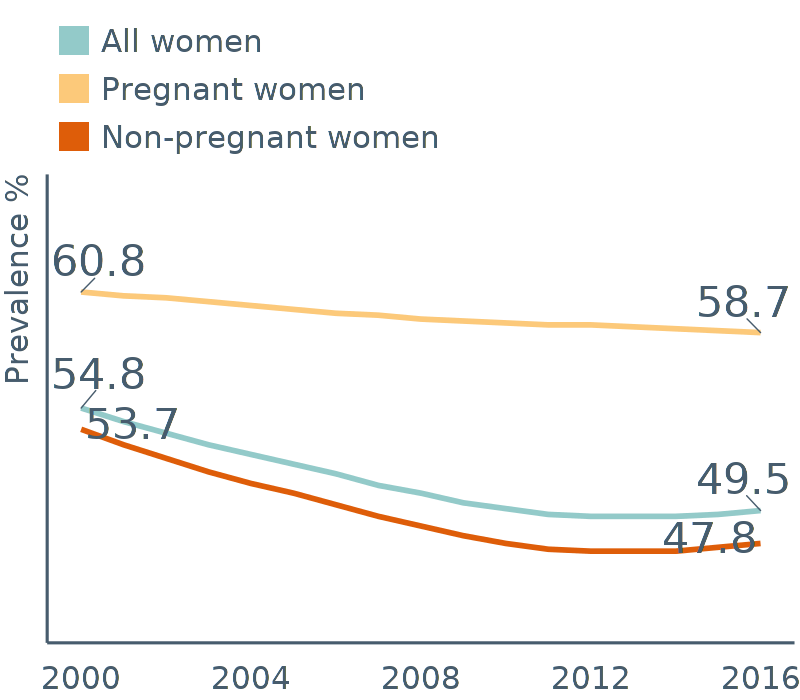 All women
Pregnant women
Non-pregnant women
Prevalence %
60.8
58.7
54.8
53.7
49.5
47.8
2000 2004 2008 2012 2016